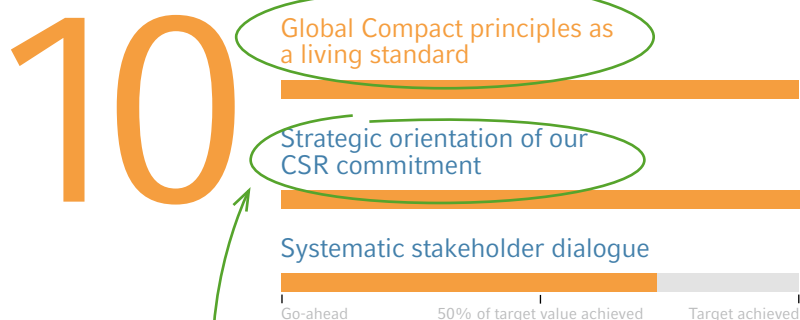 10
Global Compact principles as
a living standard
Strategic orientation of our
CSR commitment
Systematic stakeholder dialogue
Go-ahead 50% of target value achieved Target achieved